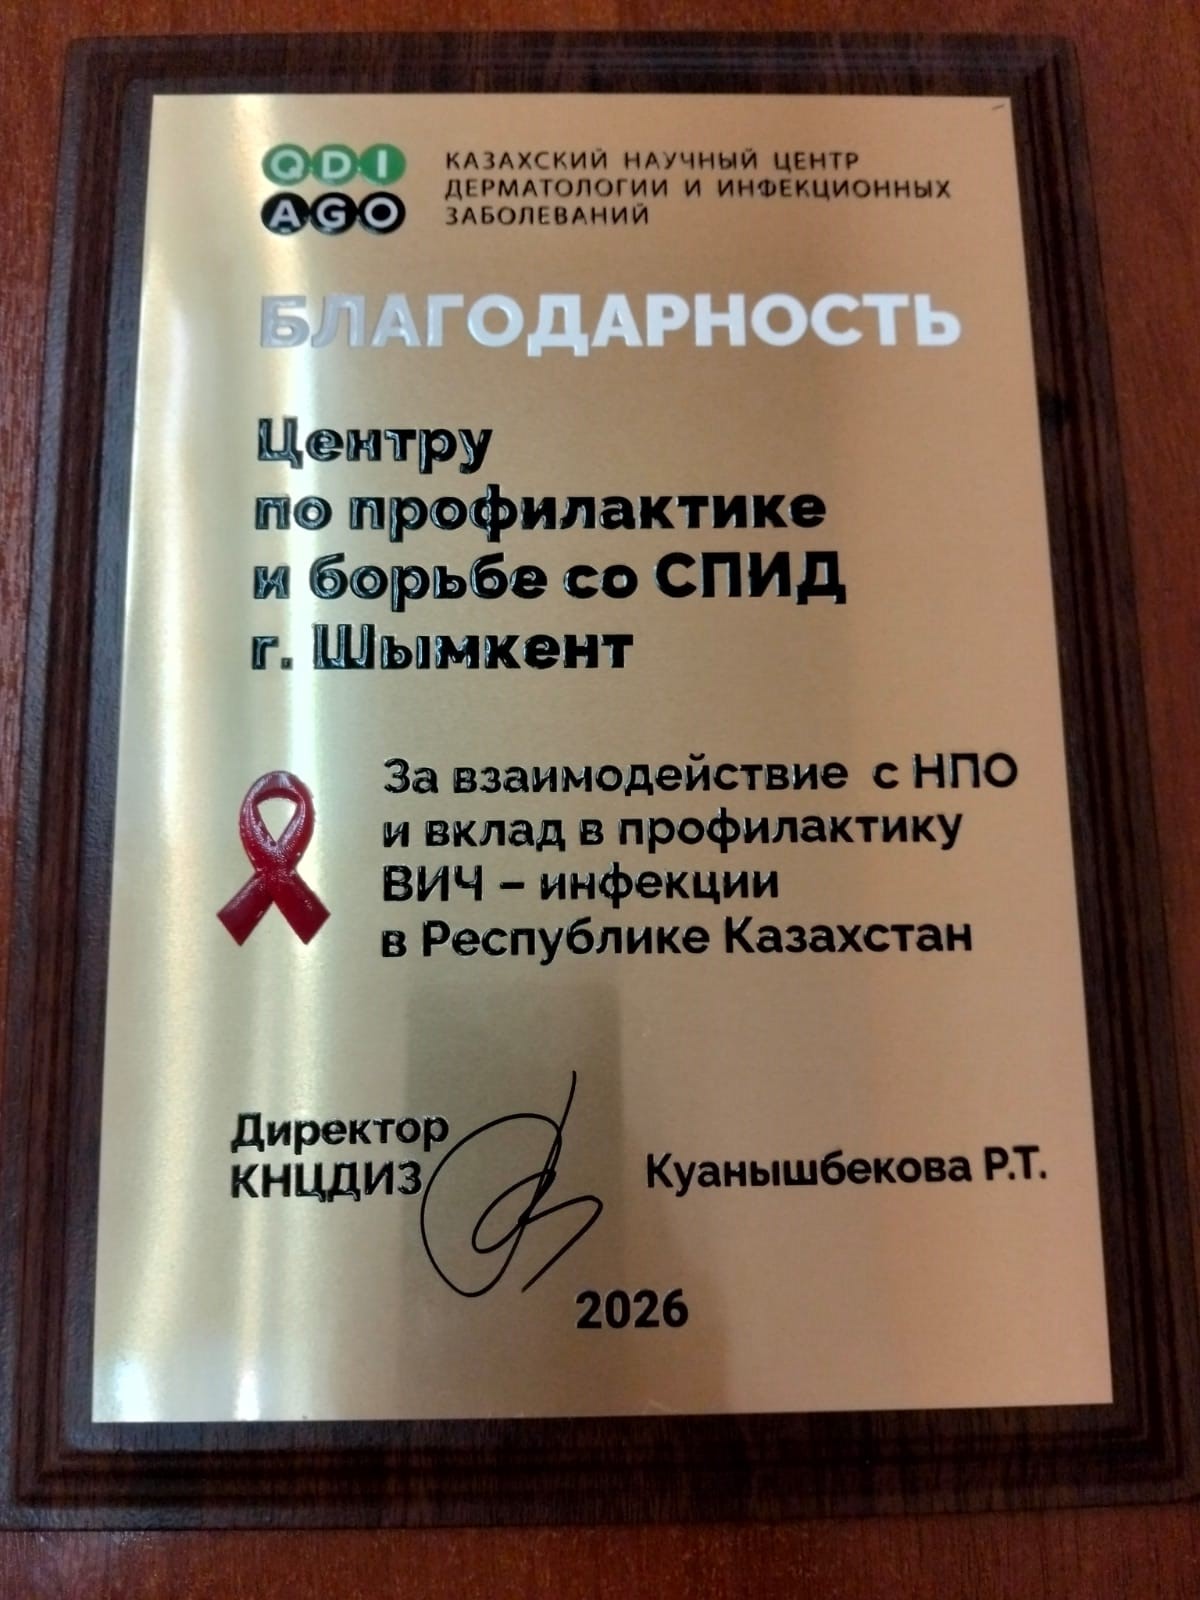 QDI
AGO
КАЗАХСКИЙ НАУЧНЫЙ ЦЕНТР
ДЕРМАТОЛОГИИ И ИНФЕКЦИОННЫХ
ЗАБОЛЕВАНИЙ
БЛАГОДАРНОСТЬ
Центру
по профилактике
и борьбе со СПИД
г. Шымкент
За взаимодействие с НПО
и вклад в профилактику
ВИЧ – инфекции
в Республике Казахстан
Директор
КНЦДИЗ
Куанышбекова Р.Т.
2026